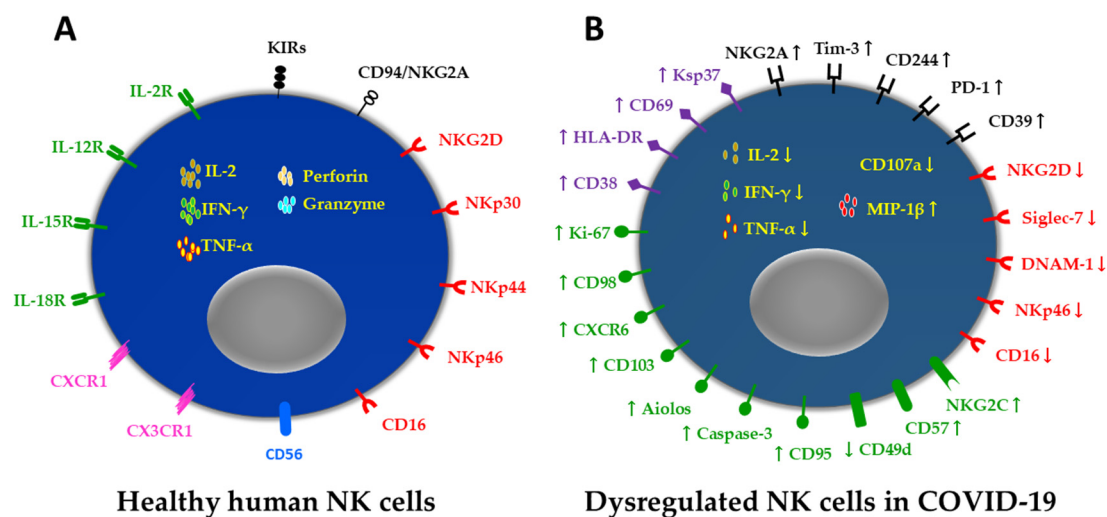 A
KIRs
CD94/NKG2A
IL-2R
IL-12R
IL-15R
IL-18R
CXCR1
CX3CR1
CD56
CD16
NKp46
NKp44
NKp30
NKG2D
IL-2
IFN-γ
TNF-α
Perforin
Granzyme
Healthy human NK cells
B
NKG2A ↑
Tim-3 ↑
CD244 ↑
PD-1 ↑
CD39 ↑
↑ Ksp37
↑ CD69
↑ HLA-DR
↑ CD38
↑ Ki-67
↑ CD98
↑ CXCR6
↑ CD103
↑ Aiolos
↑ Caspase-3
↑ CD95
↓ CD49d
CD57 ↑
NKG2C ↑
CD16 ↓
NKp46 ↓
DNAM-1 ↓
Siglec-7 ↓
NKG2D ↓
IL-2 ↓
IFN-γ ↓
TNF-α ↓
CD107a ↓
MIP-1β ↑
Dysregulated NK cells in COVID-19